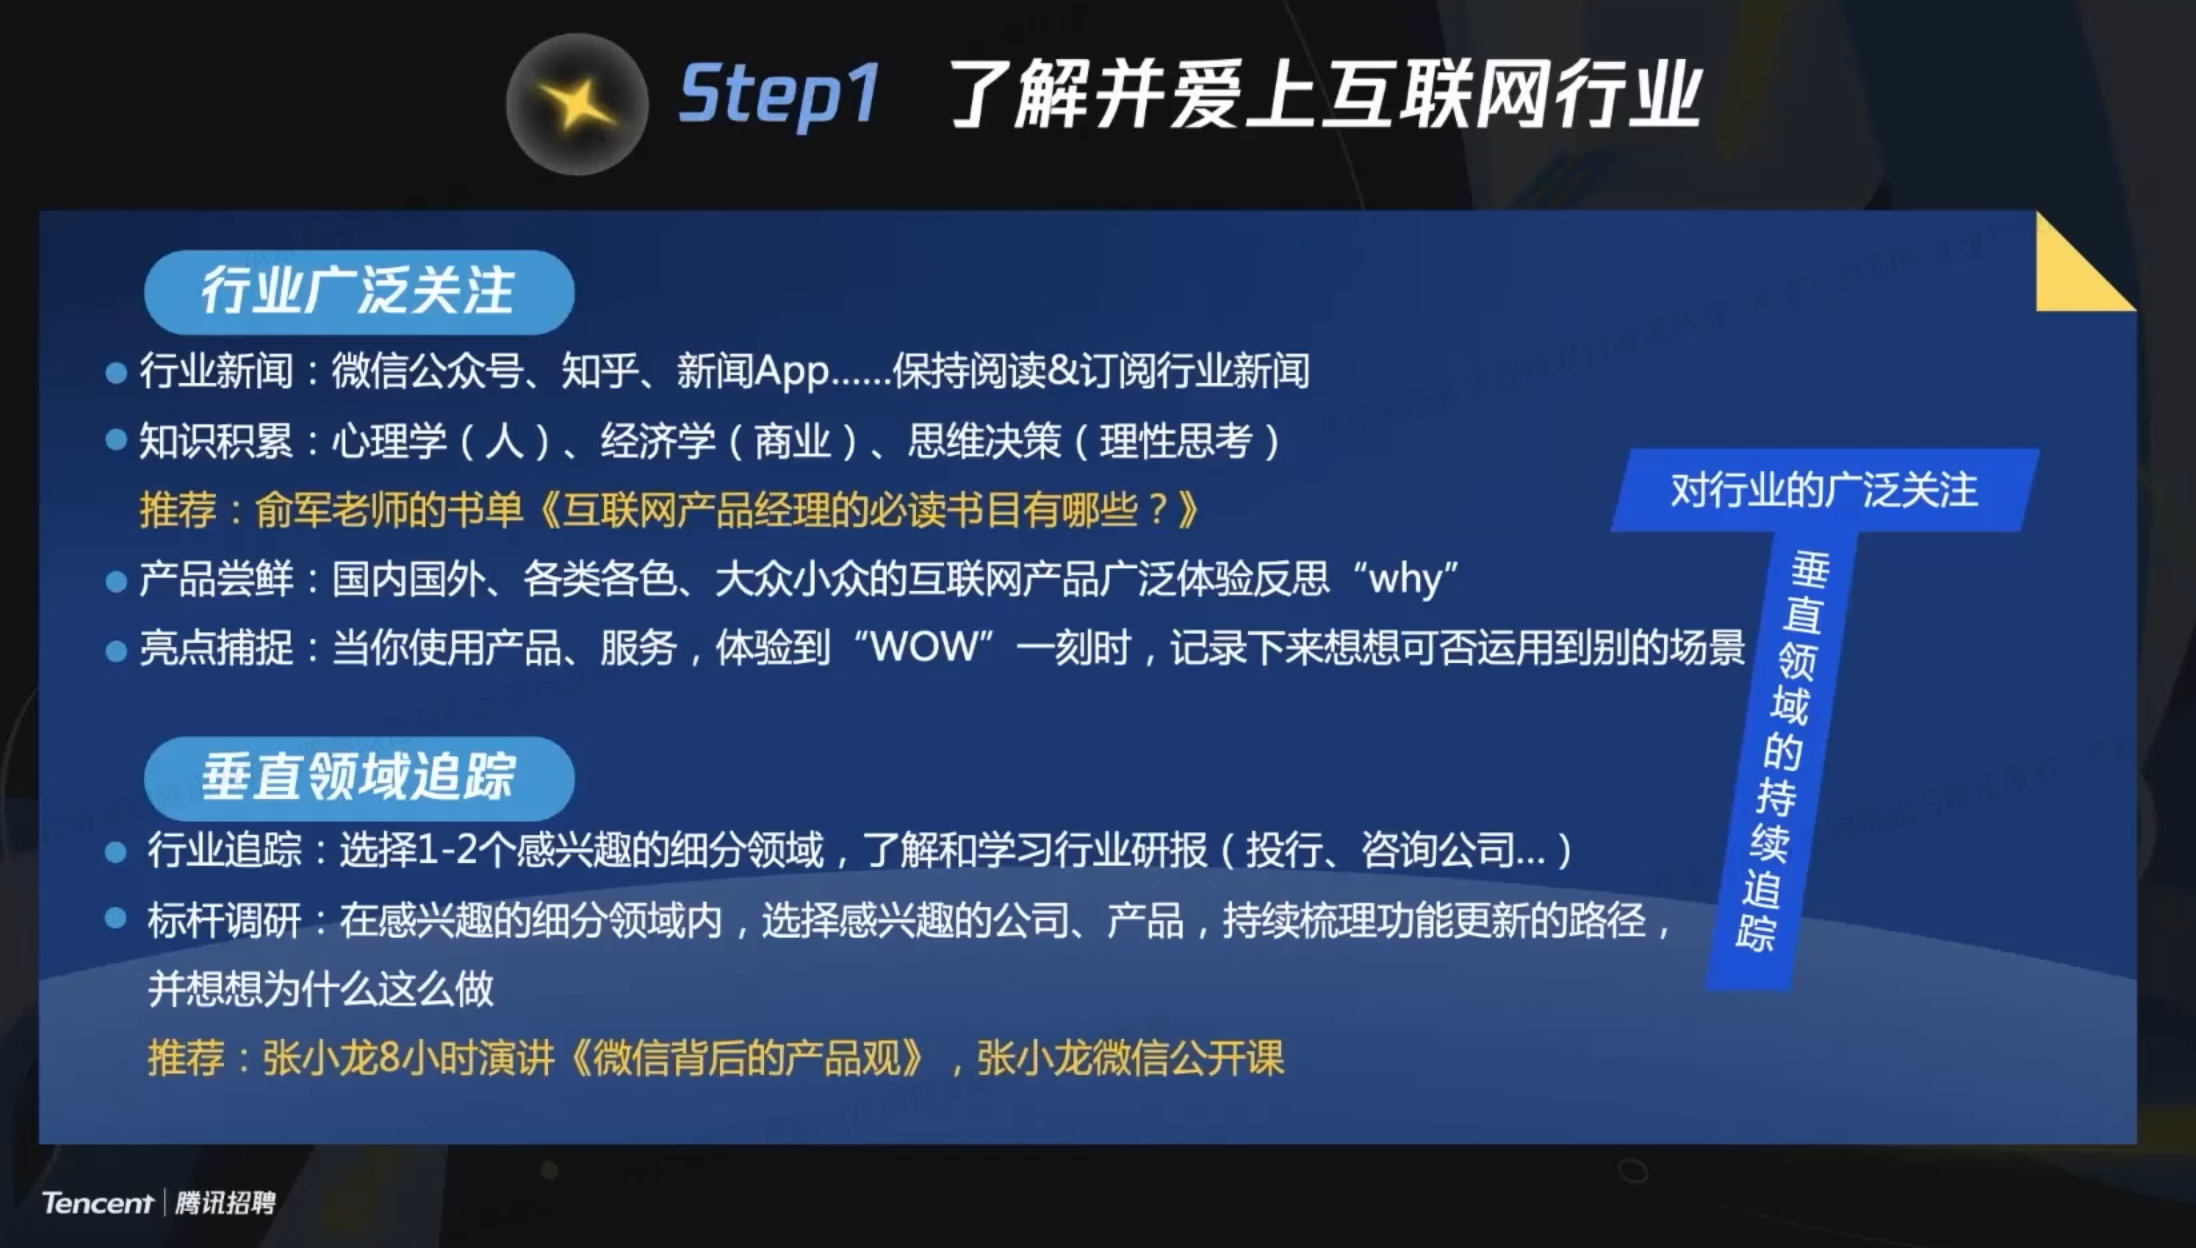 Step1 了解并爱上互联网行业
行业广泛关注
行业新闻：微信公众号、知乎、新闻App......保持阅读&订阅行业新闻
知识积累：心理学（人）、经济学（商业）、思维决策（理性思考）
推荐：俞军老师的书单《互联网产品经理的必读书目有哪些？》
产品尝鲜：国内国外、各类各色、大众小众的互联网产品广泛体验反思“why”
亮点捕捉：当你使用产品、服务，体验到“WOW”一刻时，记录下来想想可否运用到别的场景
对行业的广泛关注
垂直领域的持续追踪
垂直领域追踪
行业追踪：选择1-2个感兴趣的细分领域，了解和学习行业研报（投行、咨询公司...）
标杆调研：在感兴趣的细分领域内，选择感兴趣的公司、产品，持续梳理功能更新的路径，
并想想为什么这么做
推荐：张小龙8小时演讲《微信背后的产品观》，张小龙微信公开课
Tencent | 腾讯招聘